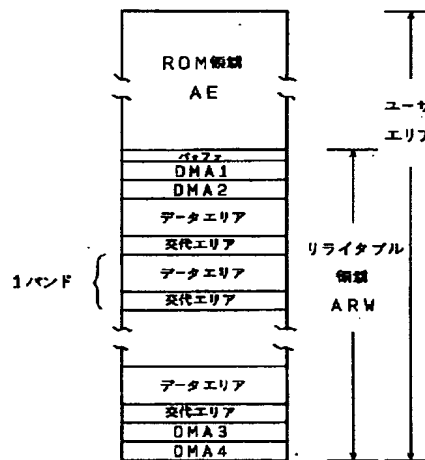 ROM領域
AE
ユーザ
エリア
バッファ
DMA1
DMA2
データエリア
交代エリア
リライタブル
領域
ARW
1バンド
データエリア
交代エリア
データエリア
交代エリア
DMA3
DMA4